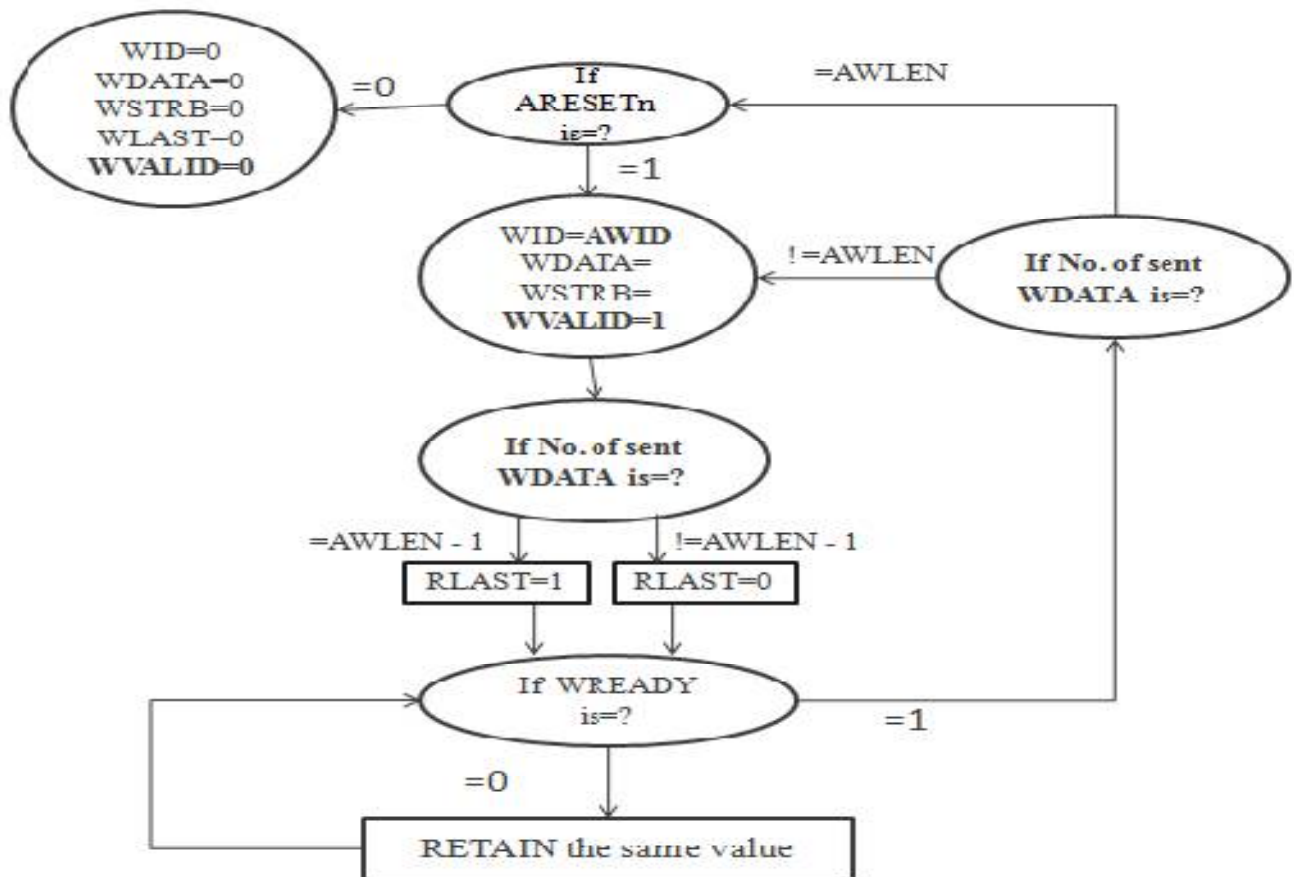 WID=0
WDATA=0
WSTRB=0
WLAST=0
WVALID=0
=0
If
ARESETn
is=?
=AWLEN
=1
WID=AWID
WDATA=
WSTRB=
WVALID=1
!=AWLEN
If No. of sent
WDATA is=?
If No. of sent
WDATA is=?
=AWLEN - 1
!=AWLEN - 1
RLAST=1
RLAST=0
If WREADY
is=?
=1
=0
RETAIN the same value